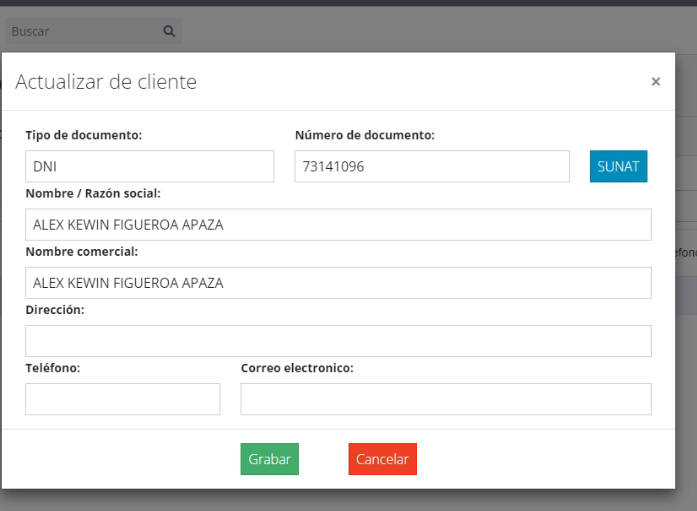 Buscar
Actualizar de cliente ×
Tipo de documento: Número de documento:
DNI 73141096 SUNAT
Nombre / Razón social:
ALEX KEWIN FIGUEROA APAZA
Nombre comercial:
ALEX KEWIN FIGUEROA APAZA
Dirección:
Teléfono: Correo electronico:
Grabar Cancelar